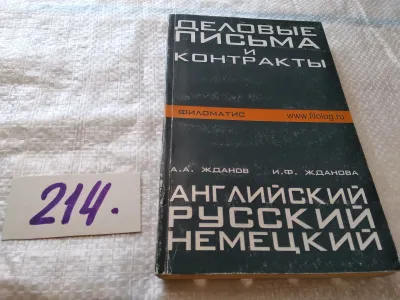 ДЕЛОВЫЕ
ПИСЬМА
И
КОНТРАКТЫ
ФИЛОМАТИС www.filolog.ru
А.А. ЖДАНОВ И.Ф. ЖДАНОВА
АНГЛИЙСКИЙ
РУССКИЙ
НЕМЕЦКИЙ
214.